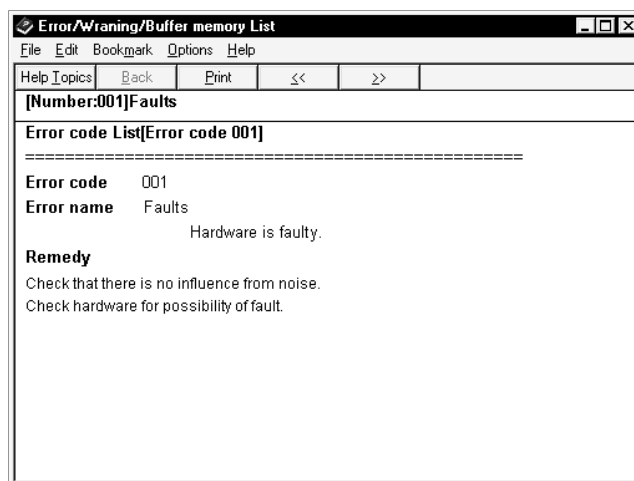 Error/Wraning/Buffer memory List
File Edit Bookmark Options Help
Help Topics Back Print << >>
[Number:001]Faults
Error code List[Error code 001]
==================================================
Error code 001
Error name Faults
Hardware is faulty.
Remedy
Check that there is no influence from noise.
Check hardware for possibility of fault.